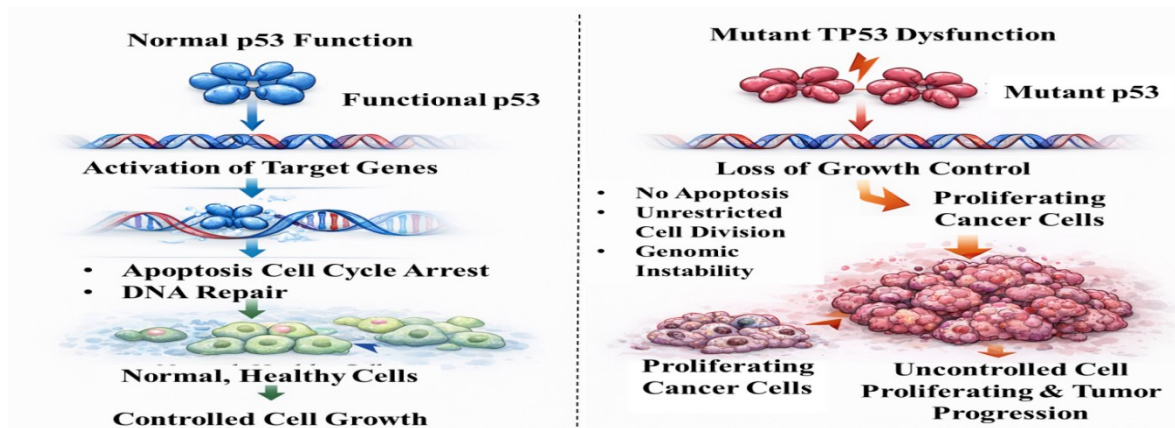 Normal p53 Function
Functional p53
Activation of Target Genes
• Apoptosis Cell Cycle Arrest
• DNA Repair
Normal, Healthy Cells
Controlled Cell Growth
Mutant TP53 Dysfunction
Mutant p53
Loss of Growth Control
• No Apoptosis
• Unrestricted
Cell Division
• Genomic
Instability
Proliferating
Cancer Cells
Proliferating
Cancer Cells
Uncontrolled Cell
Proliferating & Tumor
Progression